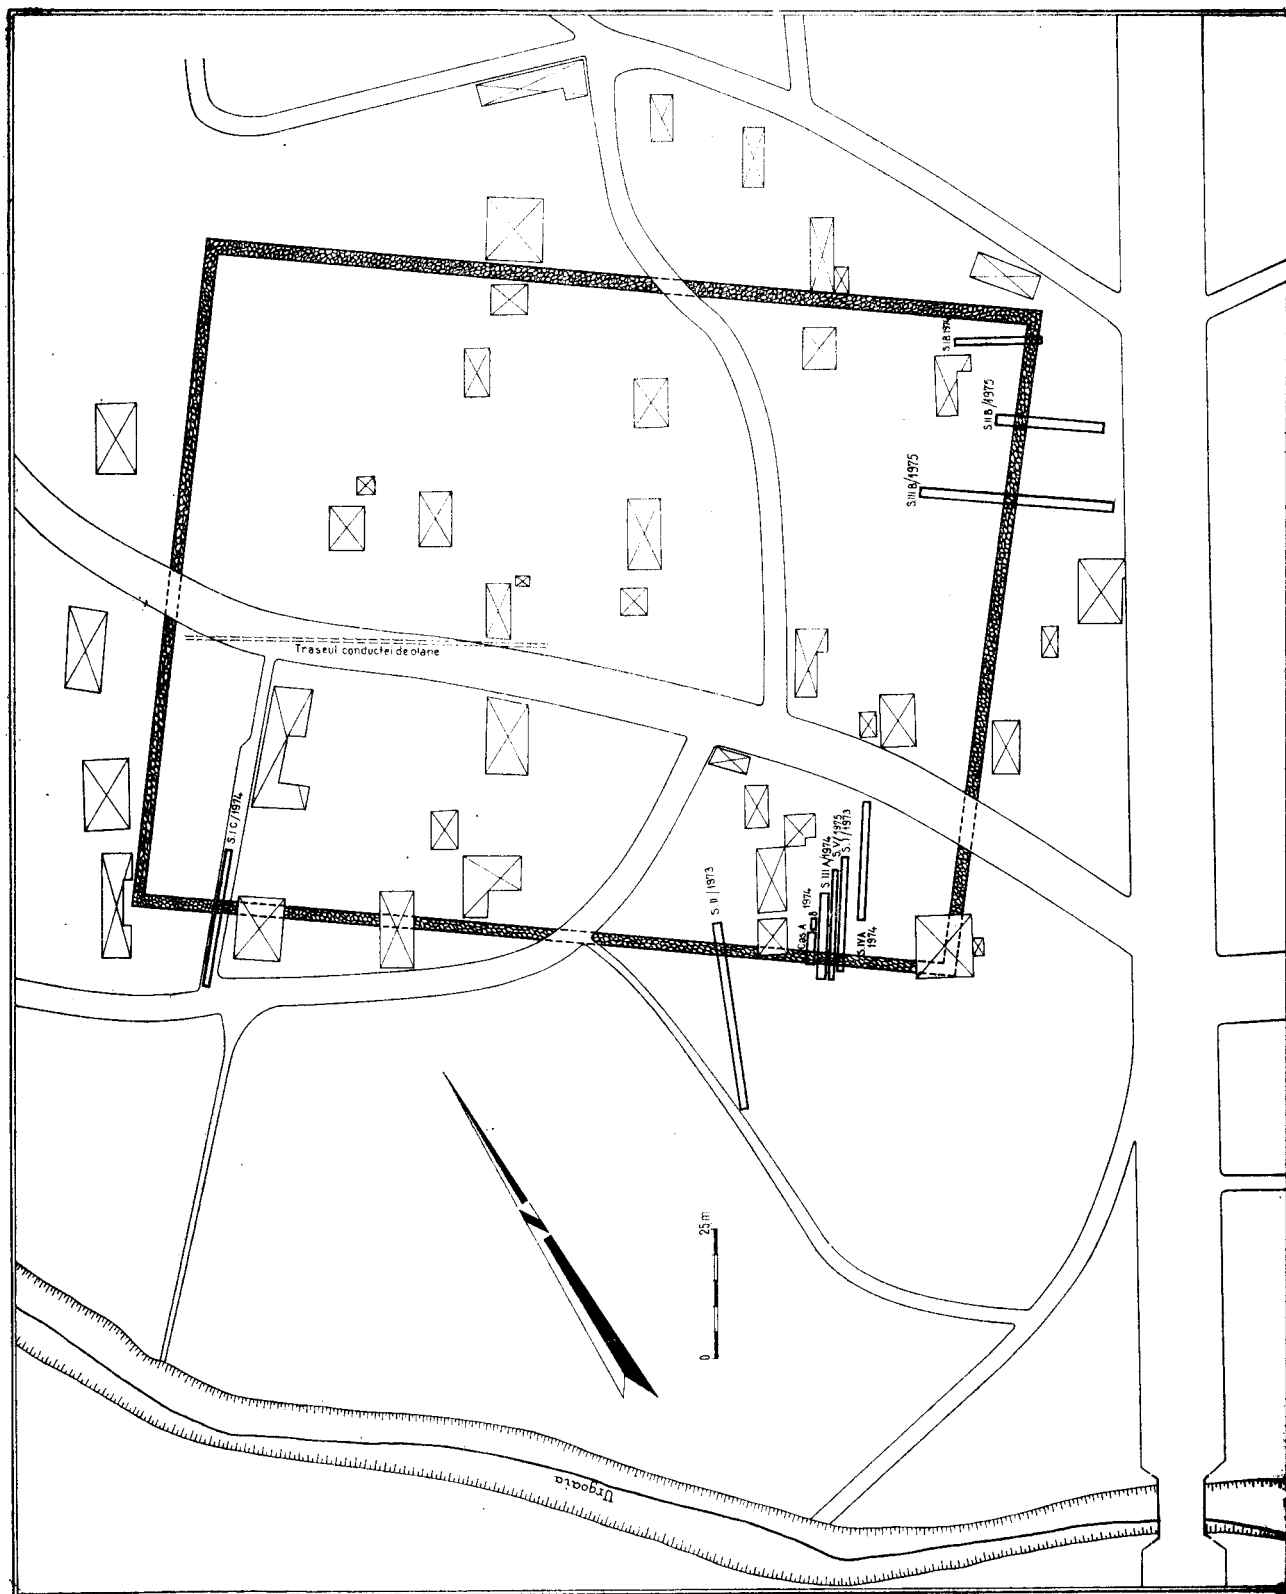 S.I.B 1974
S.II B/1975
S.III B/1975
Traseul conductei de olane
S.I C/1974
S.II/1973
Cas.A
B
1974
S.III A/1974
S.V/1975
S.I/1973
S.IV A
1974
0
25 m
Urgoaia